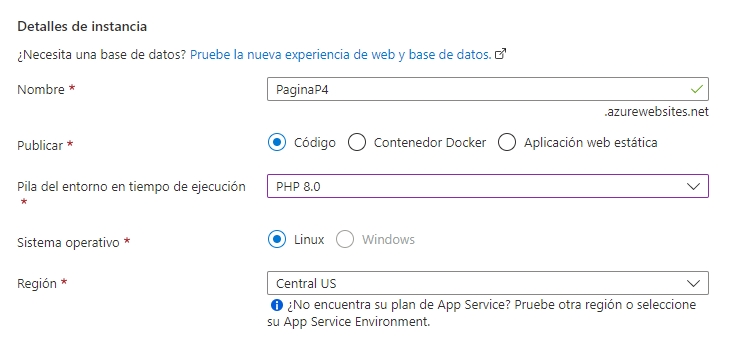 Detalles de instancia
¿Necesita una base de datos? Pruebe la nueva experiencia de web y base de datos.
Nombre *
PaginaP4
.azurewebsites.net
Publicar *
Código
Contenedor Docker
Aplicación web estática
Pila del entorno en tiempo de ejecución
*
PHP 8.0
Sistema operativo *
Linux
Windows
Región *
Central US
¿No encuentra su plan de App Service? Pruebe otra región o seleccione
su App Service Environment.